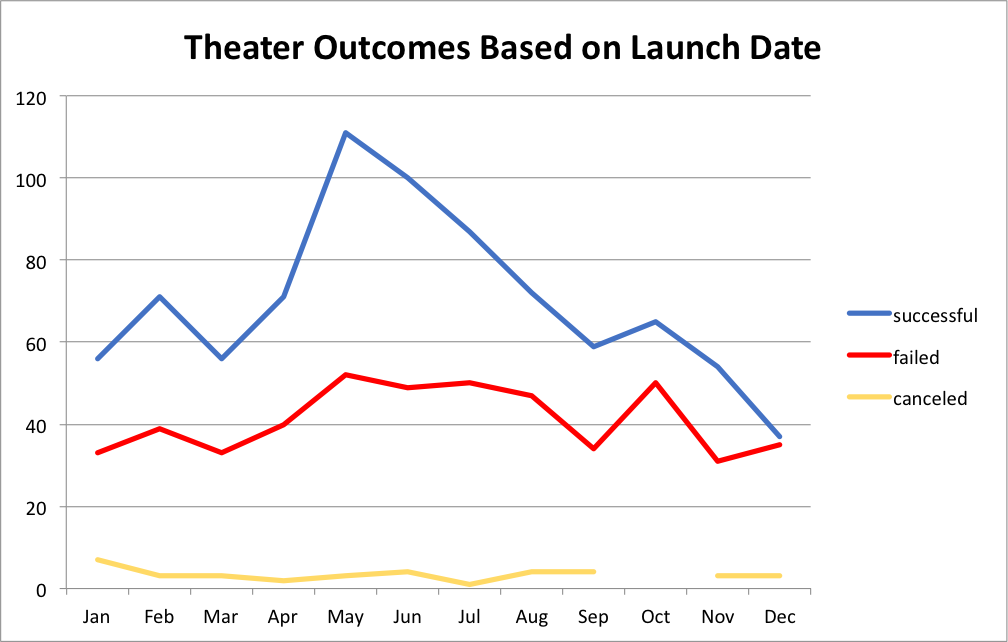 Theater Outcomes Based on Launch Date
120
100
80
60
40
20
0
Jan Feb Mar Apr May Jun Jul Aug Sep Oct Nov Dec
successful
failed
canceled